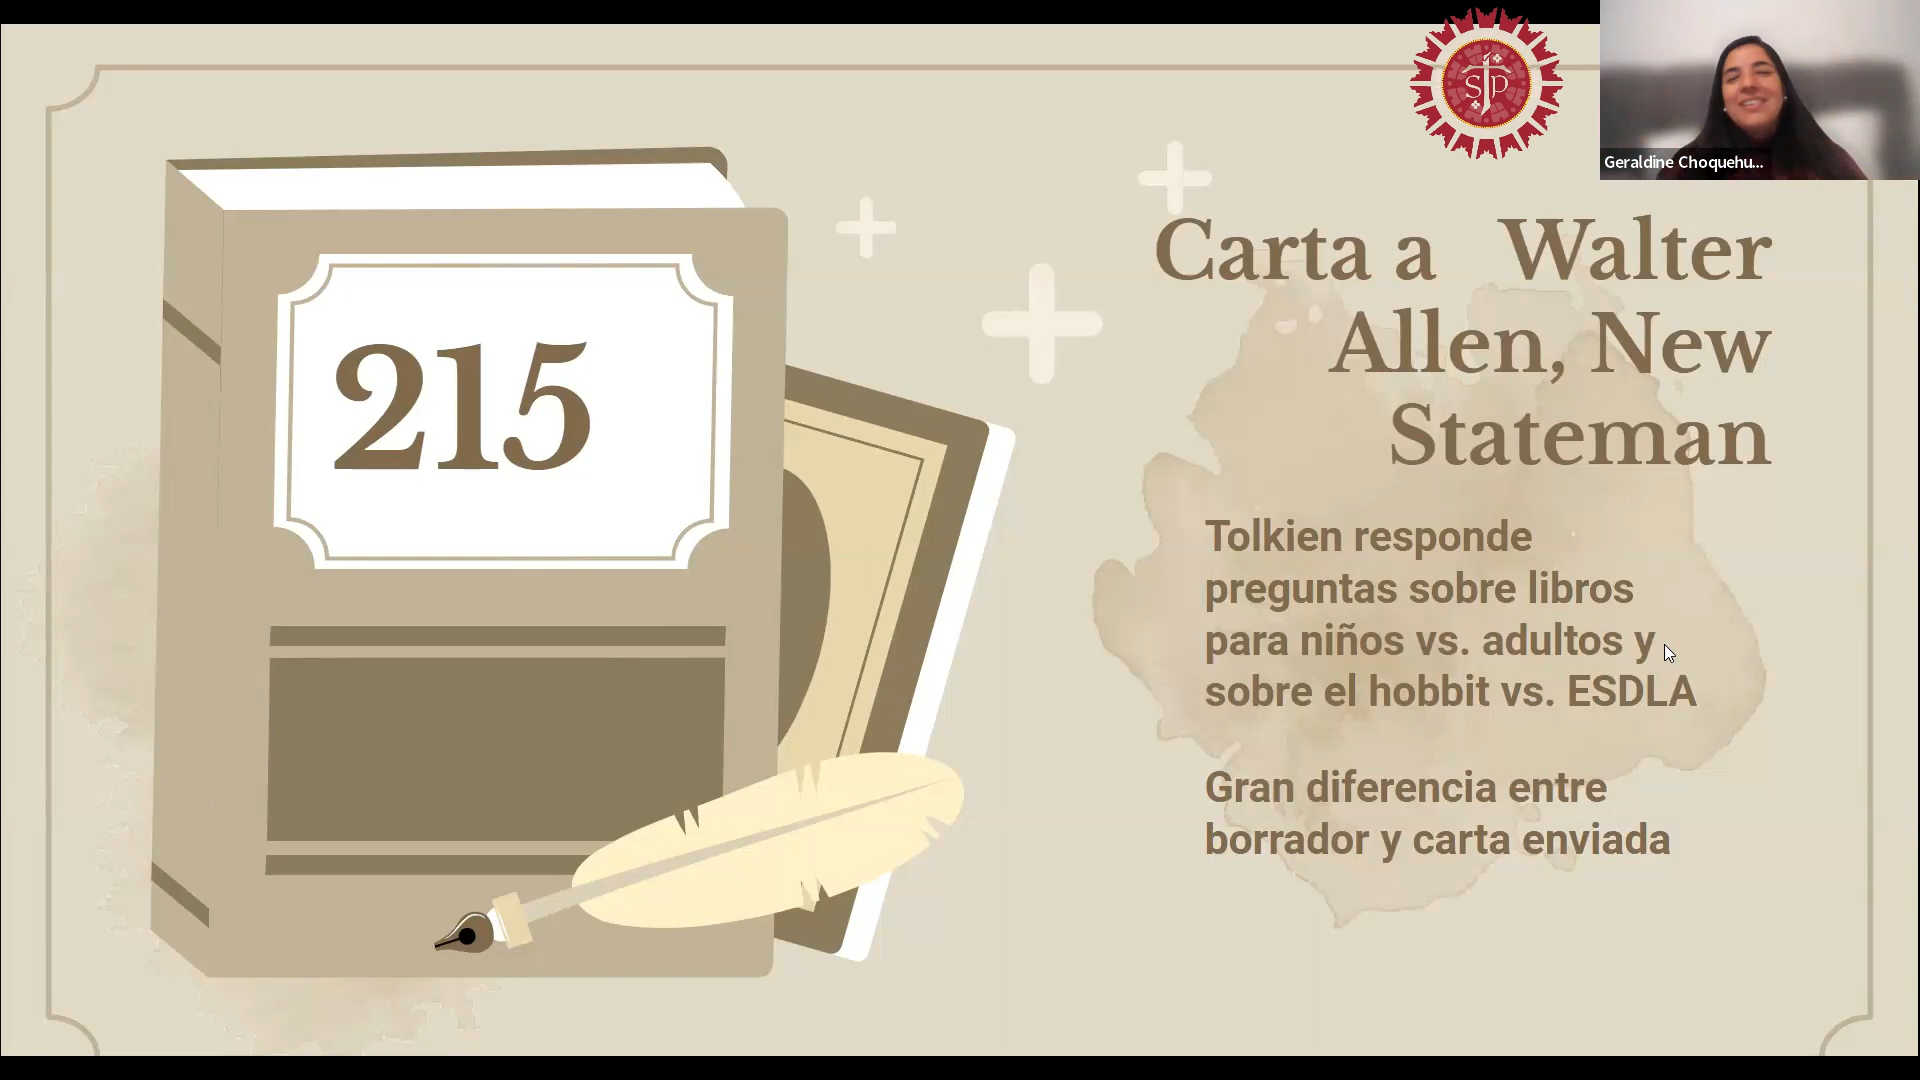 STP
Geraldine Choquehu...
215
Carta a Walter
Allen, New
Stateman
Tolkien responde
preguntas sobre libros
para niños vs. adultos y
sobre el hobbit vs. ESDLA
Gran diferencia entre
borrador y carta enviada